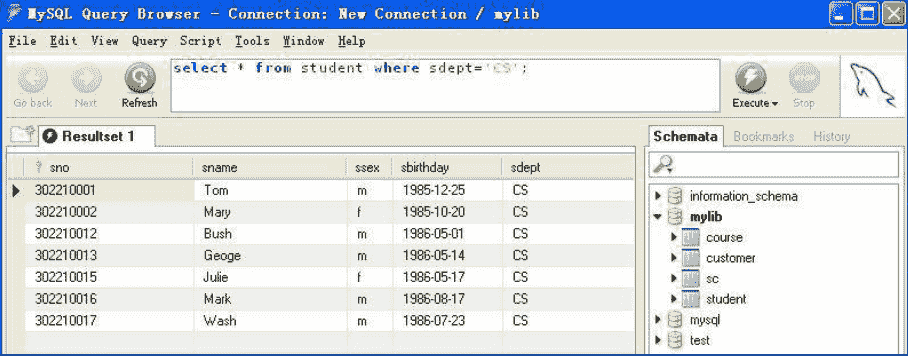 MySQL Query Browser - Connection: New Connection / mylib
File Edit View Query Script Tools Window Help
select * from student where sdept='CS';
Go back Next Refresh Execute Stop
Resultset 1 Schemata Bookmarks History
sno sname ssex sbirthday sdept
302210001 Tom m 1985-12-25 CS
302210002 Mary f 1985-10-20 CS
302210012 Bush m 1986-05-01 CS
302210013 Geoge m 1986-05-14 CS
302210015 Julie f 1986-05-17 CS
302210016 Mark m 1986-08-17 CS
302210017 Wash m 1986-07-23 CS
information_schema
mylib
course
customer
sc
student
mysql
test